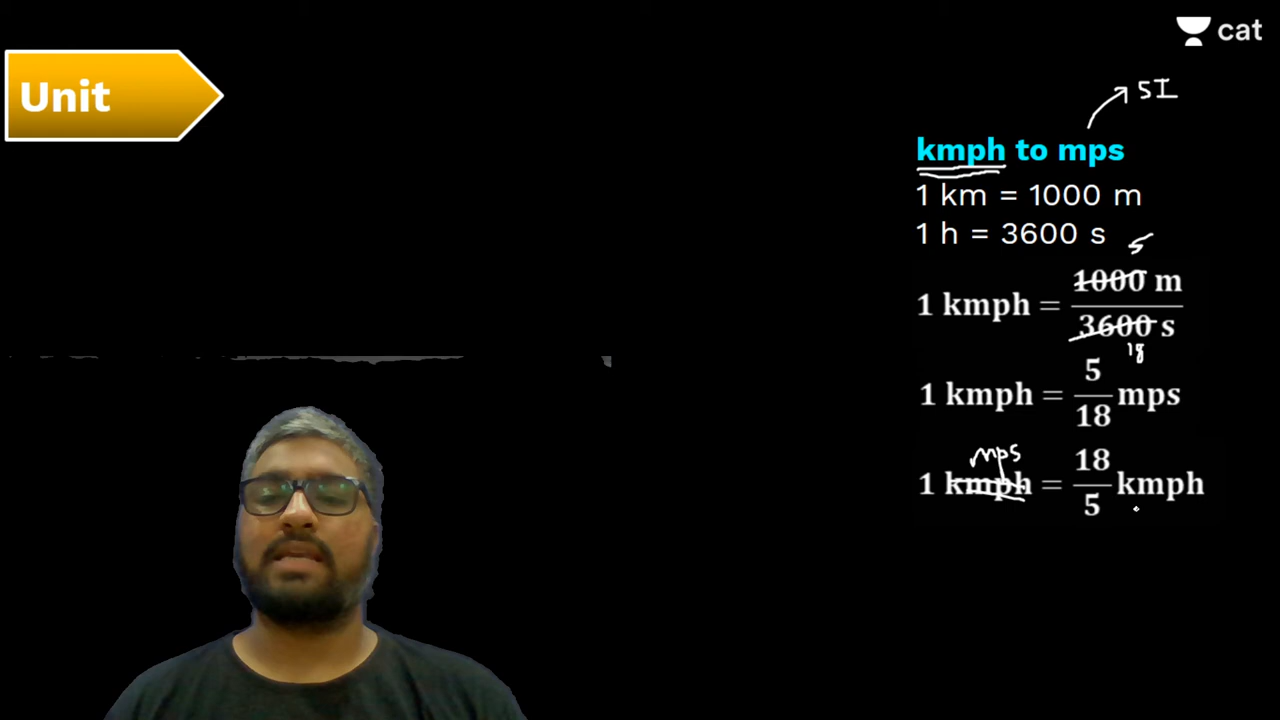 cat
Unit
SI
kmph to mps
1 km = 1000 m
1 h = 3600 s
5
1 kmph = 1000 m / 3600 s
18
1 kmph = 5/18 mps
mps
1 kmph = 18/5 kmph